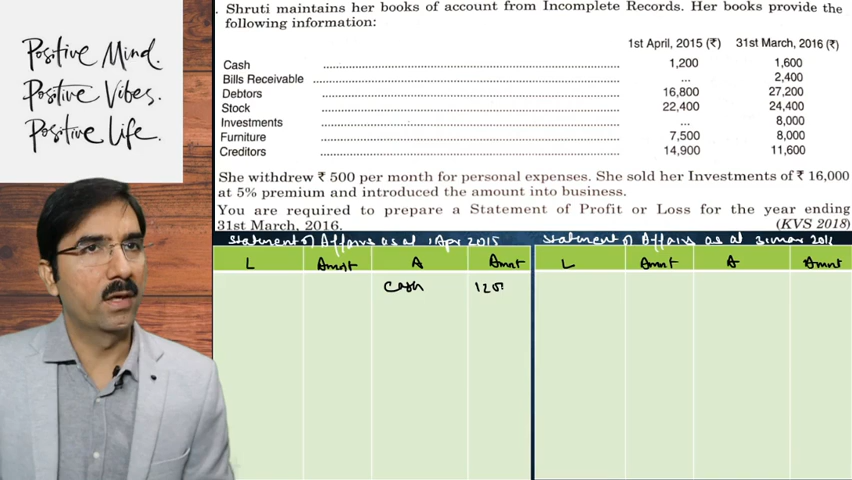 Positive Mind.
Positive Vibes.
Positive Life.
. Shruti maintains her books of account from Incomplete Records. Her books provide the
following information:
1st April, 2015 (₹) 31st March, 2016 (₹)
Cash ........ 1,200 1,600
Bills Receivable ........ ... 2,400
Debtors ........ 16,800 27,200
Stock ........ 22,400 24,400
Investments ........ ... 8,000
Furniture ........ 7,500 8,000
Creditors ........ 14,900 11,600
She withdrew ₹ 500 per month for personal expenses. She sold her Investments of ₹ 16,000
at 5% premium and introduced the amount into business.
You are required to prepare a Statement of Profit or Loss for the year ending
31st March, 2016. (KVS 2018)
Statement of Affairs as at 1 Apr 2015 Statement of Affairs as at 31 mar 2016
L Amnt A Amnt L Amnt A Amnt
Cash 120